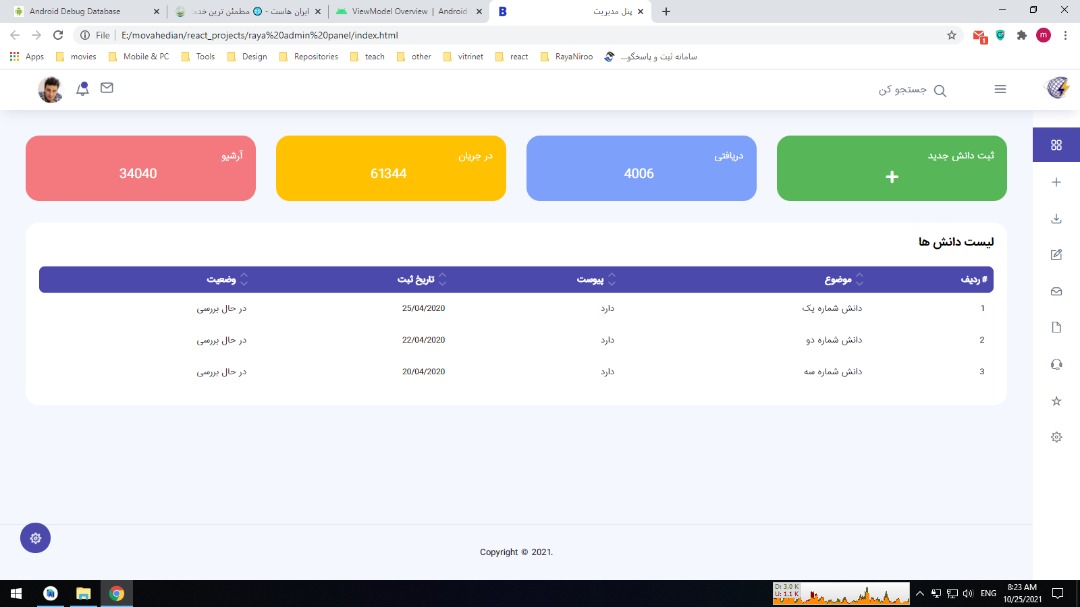 Android Debug Database
ایران هاست - مطمئن ترین خدمـ
ViewModel Overview | Android
پنل مدیریت
File | E:/movahedian/react_projects/raya%20admin%20panel/index.html
Apps movies Mobile & PC Tools Design Repositories teach other vitrinet react RayaNiroo سامانه ثبت و پاسخگو...
جستجو کن
ثبت دانش جدید
+
دریافتی
4006
در جریان
61344
آرشیو
34040
لیست دانش ها
# ردیف موضوع پیوست تاریخ ثبت وضعیت
1 دانش شماره یک دارد 25/04/2020 در حال بررسی
2 دانش شماره دو دارد 22/04/2020 در حال بررسی
3 دانش شماره سه دارد 20/04/2020 در حال بررسی
Copyright © 2021.
D: 3.0 K
U: 1.1 K
ENG
8:23 AM
10/25/2021